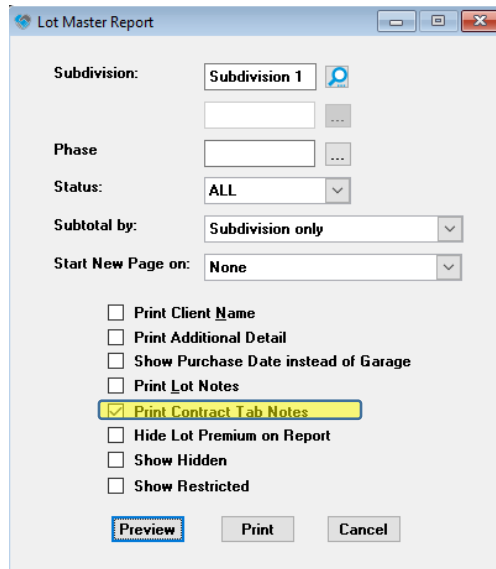 Lot Master Report
Subdivision: Subdivision 1
...
Phase ...
Status: ALL
Subtotal by: Subdivision only
Start New Page on: None
Print Client Name
Print Additional Detail
Show Purchase Date instead of Garage
Print Lot Notes
Print Contract Tab Notes
Hide Lot Premium on Report
Show Hidden
Show Restricted
Preview Print Cancel